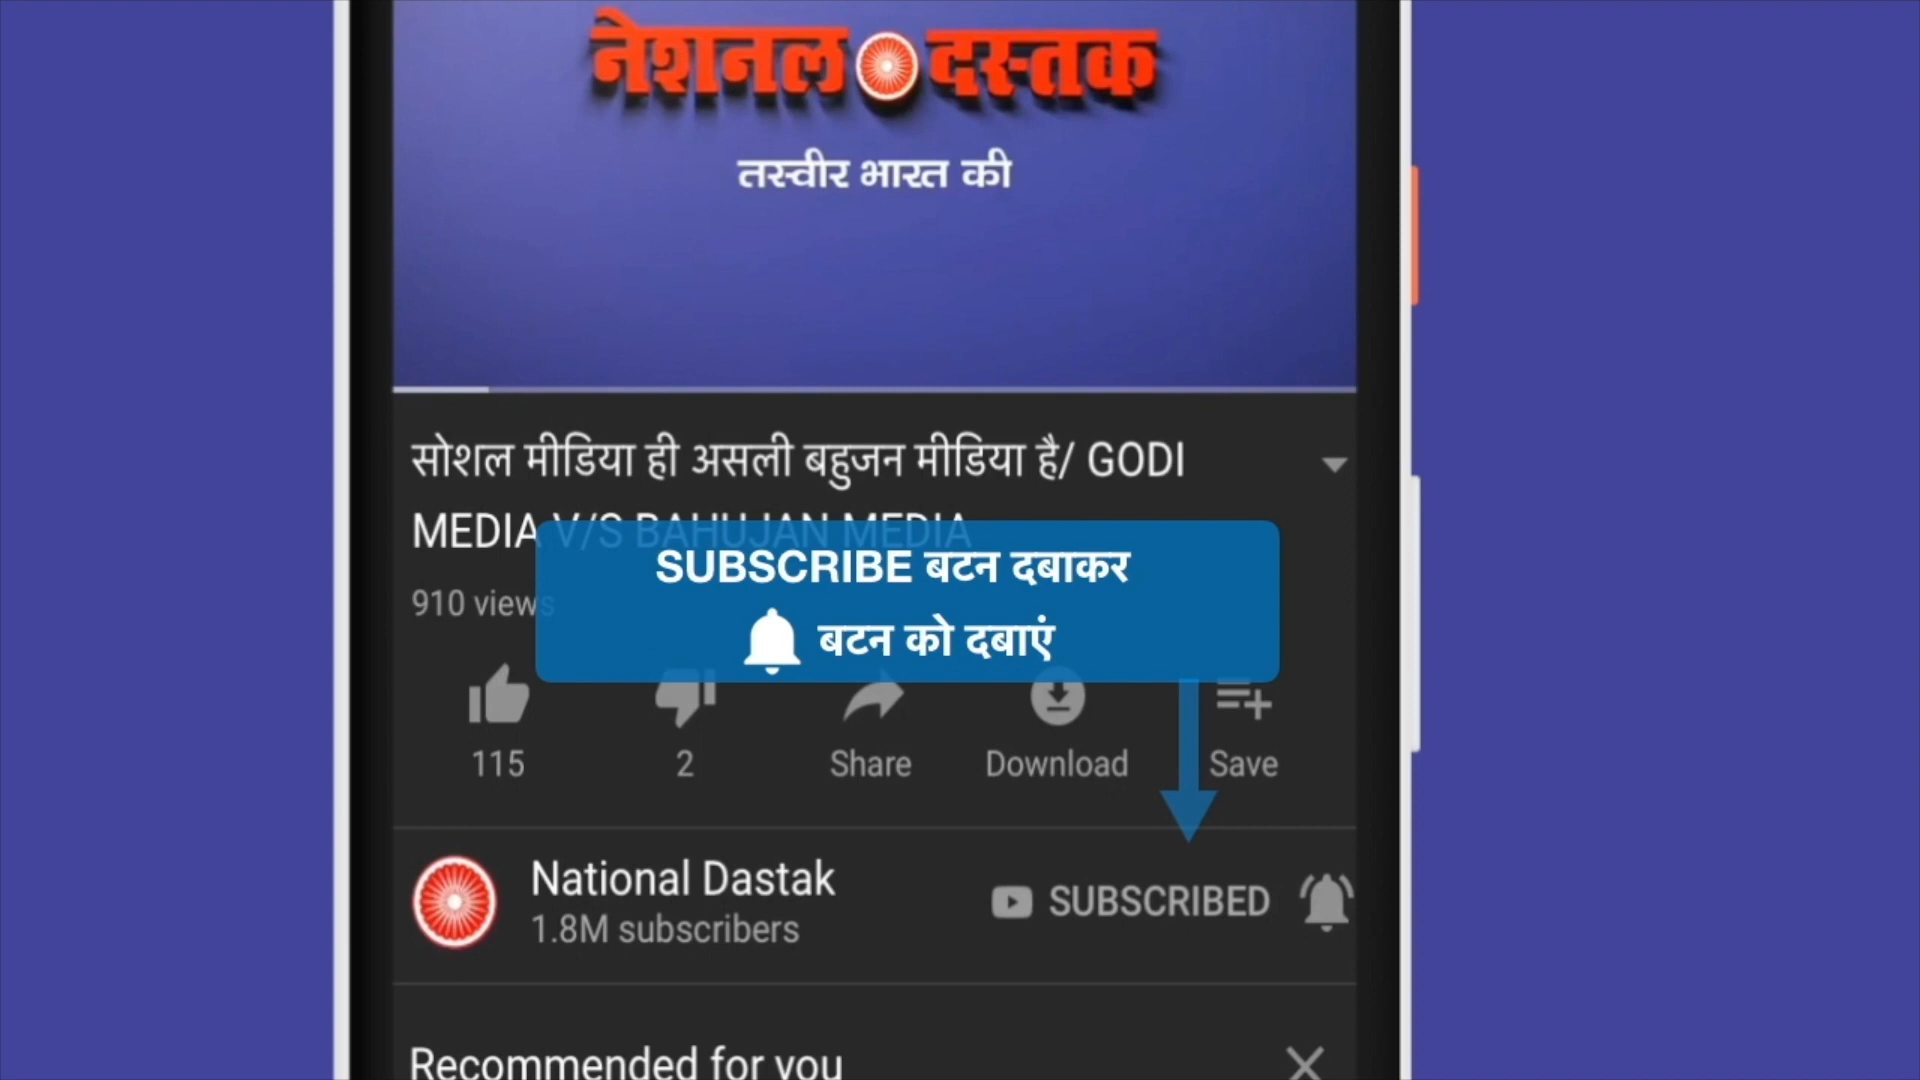 नेशनल दस्तक
तस्वीर भारत की
सोशल मीडिया ही असली बहुजन मीडिया है/ GODI
MEDIA V/S BAHUJAN MEDIA
SUBSCRIBE बटन दबाकर
बटन को दबाएं
910 views
115
2
Share
Download
Save
National Dastak
1.8M subscribers
SUBSCRIBED
Recommended for you